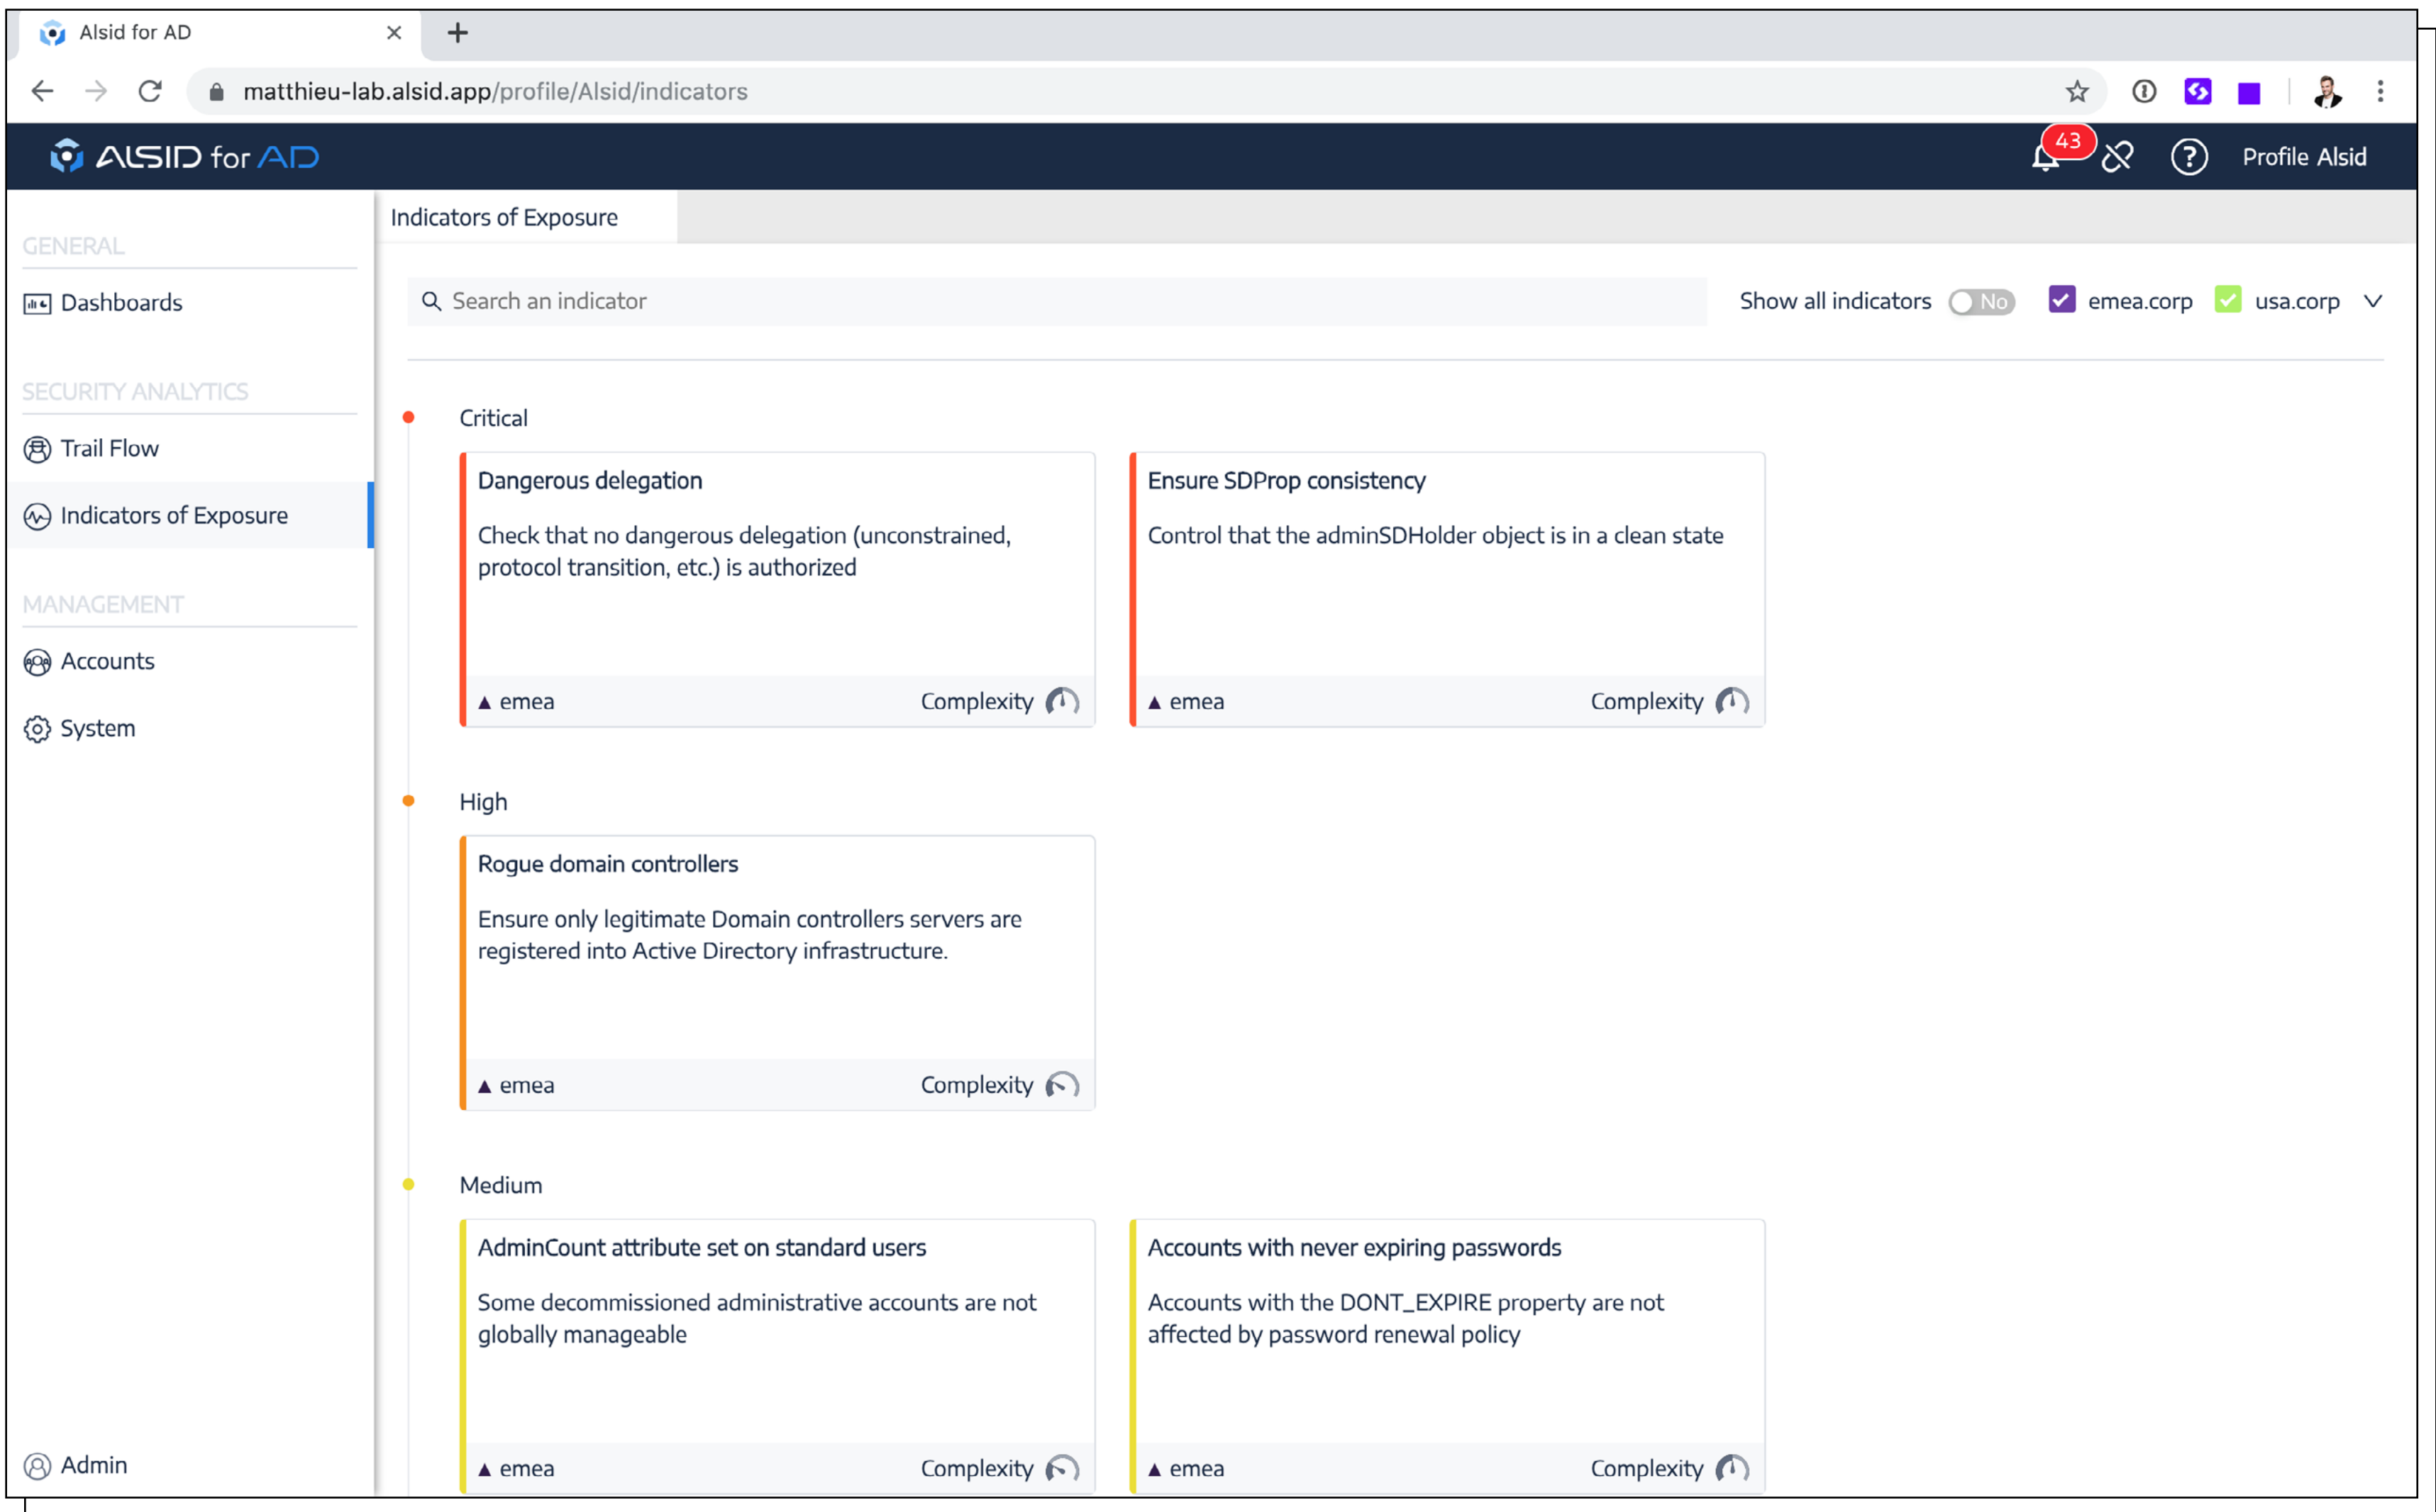 Alsid for AD
matthieu-lab.alsid.app/profile/Alsid/indicators
ALSID for AD
43
Profile Alsid
Indicators of Exposure
GENERAL
Dashboards
SECURITY ANALYTICS
Trail Flow
Indicators of Exposure
MANAGEMENT
Accounts
System
Admin
Search an indicator
Show all indicators No emea.corp usa.corp
Critical
Dangerous delegation
Check that no dangerous delegation (unconstrained,
protocol transition, etc.) is authorized
emea Complexity
Ensure SDProp consistency
Control that the adminSDHolder object is in a clean state
emea Complexity
High
Rogue domain controllers
Ensure only legitimate Domain controllers servers are
registered into Active Directory infrastructure.
emea Complexity
Medium
AdminCount attribute set on standard users
Some decommissioned administrative accounts are not
globally manageable
emea Complexity
Accounts with never expiring passwords
Accounts with the DONT_EXPIRE property are not
affected by password renewal policy
emea Complexity